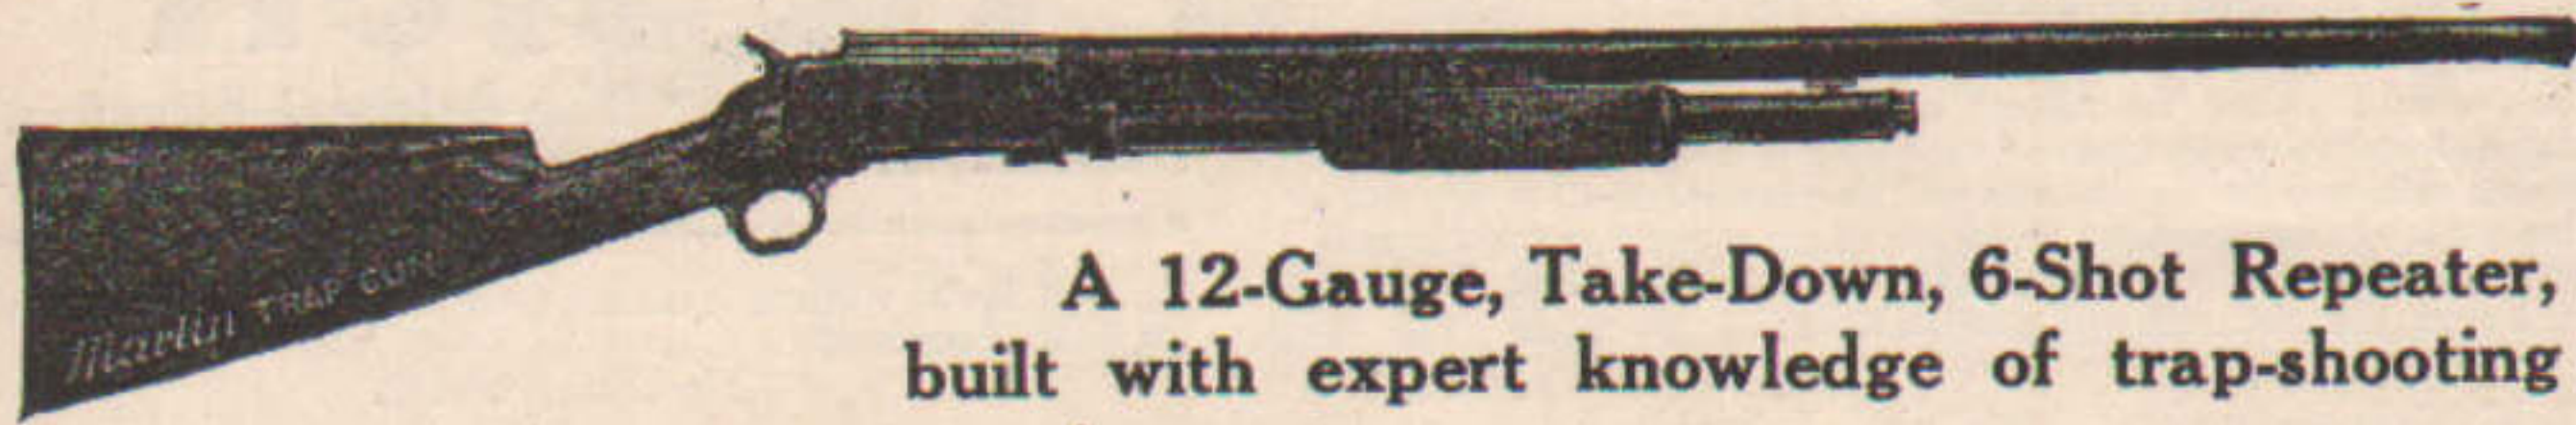 Marlin TRAP GUN
A 12-Gauge, Take-Down, 6-Shot Repeater,
built with expert knowledge of trap-shooting